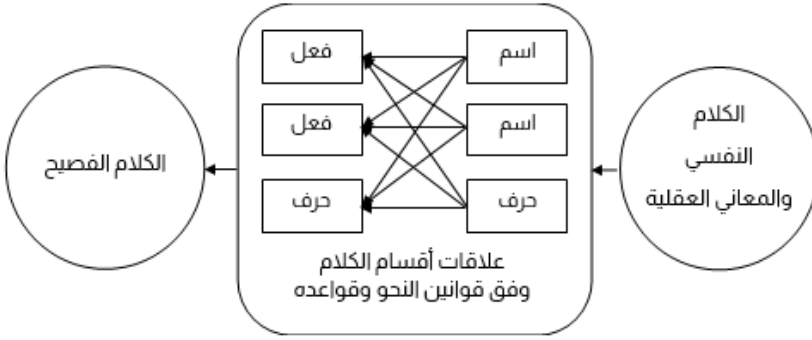 الكلام
النفسي
والمعاني العقلية
اسم
فعل
اسم
فعل
حرف
حرف
علاقات أقسام الكلام
وفق قوانين النحو وقواعده
الكلام الفصيح